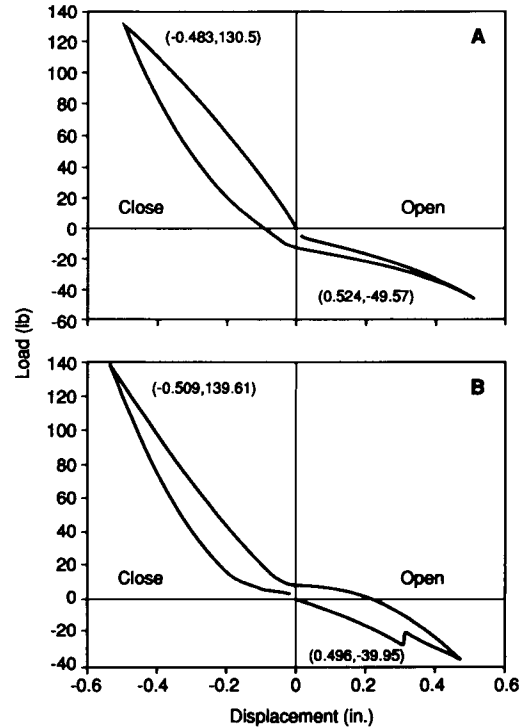 140
(-0.483,130.5)
A
120
100
80
60
40
20
Close
Open
0
-20
-40
(0.524,-49.57)
-60
Load (lb)
140
(-0.509,139.61)
B
120
100
80
60
40
20
Close
Open
0
-20
(0.496,-39.95)
-40
-0.6 -0.4 -0.2 0 0.2 0.4 0.6
Displacement (in.)